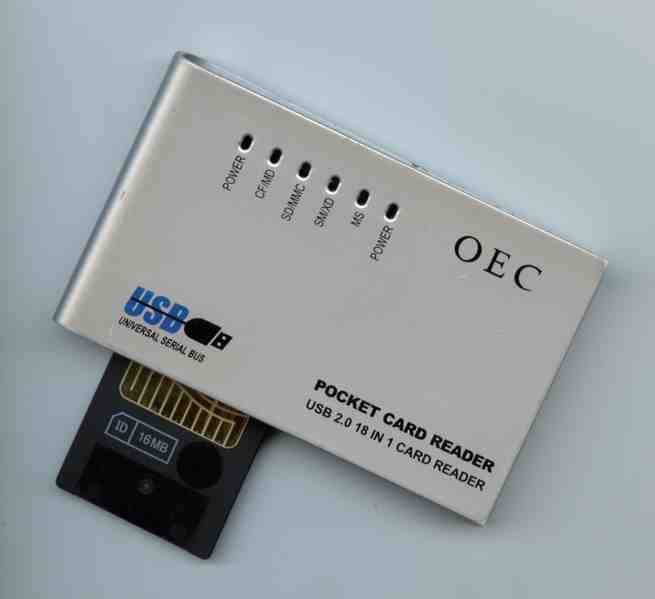 POWER
CF/MD
SD/MMC
SM/XD
MS
POWER
OEC
USB
UNIVERSAL SERIAL BUS
POCKET CARD READER
USB 2.0 18 IN 1 CARD READER
ID 16MB